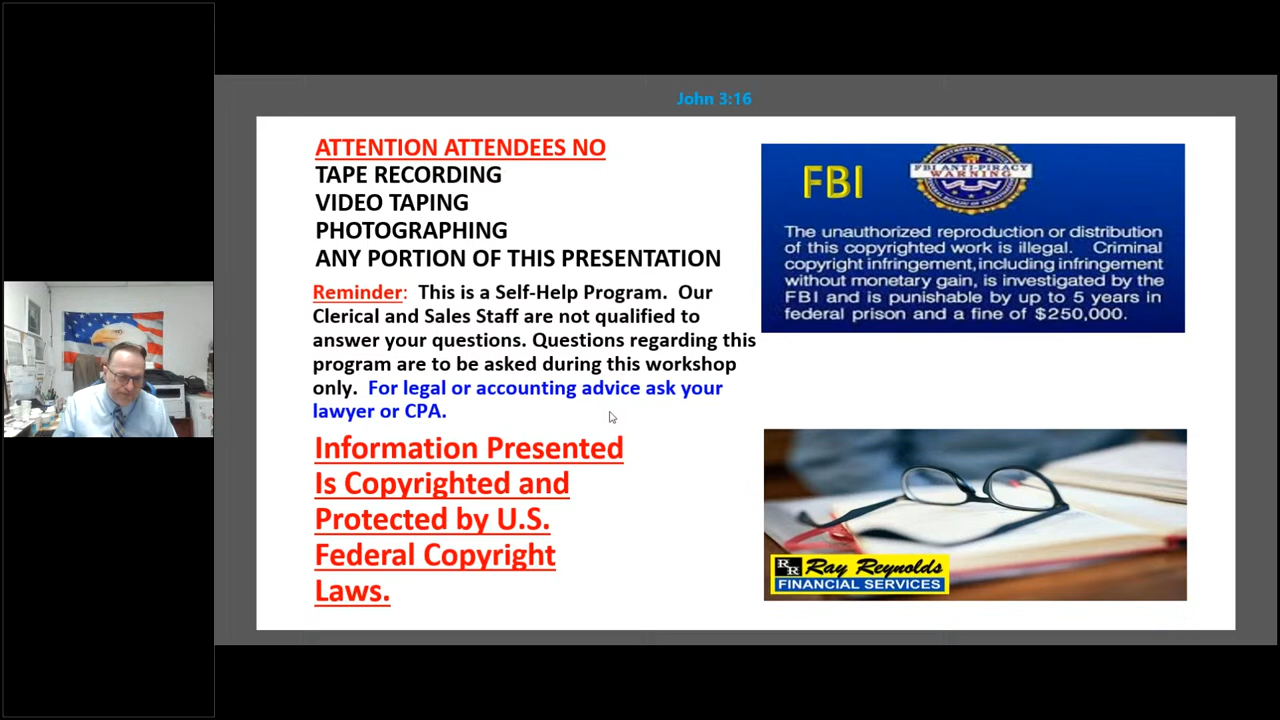 John 3:16
ATTENTION ATTENDEES NO
TAPE RECORDING
VIDEO TAPING
PHOTOGRAPHING
ANY PORTION OF THIS PRESENTATION
Reminder:  This is a Self-Help Program.  Our
Clerical and Sales Staff are not qualified to
answer your questions. Questions regarding this
program are to be asked during this workshop
only.  For legal or accounting advice ask your
lawyer or CPA.
Information Presented
Is Copyrighted and
Protected by U.S.
Federal Copyright
Laws.
FBI
FBI ANTI-PIRACY
WARNING
The unauthorized reproduction or distribution
of this copyrighted work is illegal.  Criminal
copyright infringement, including infringement
without monetary gain, is investigated by the
FBI and is punishable by up to 5 years in
federal prison and a fine of $250,000.
RR Ray Reynolds
FINANCIAL SERVICES